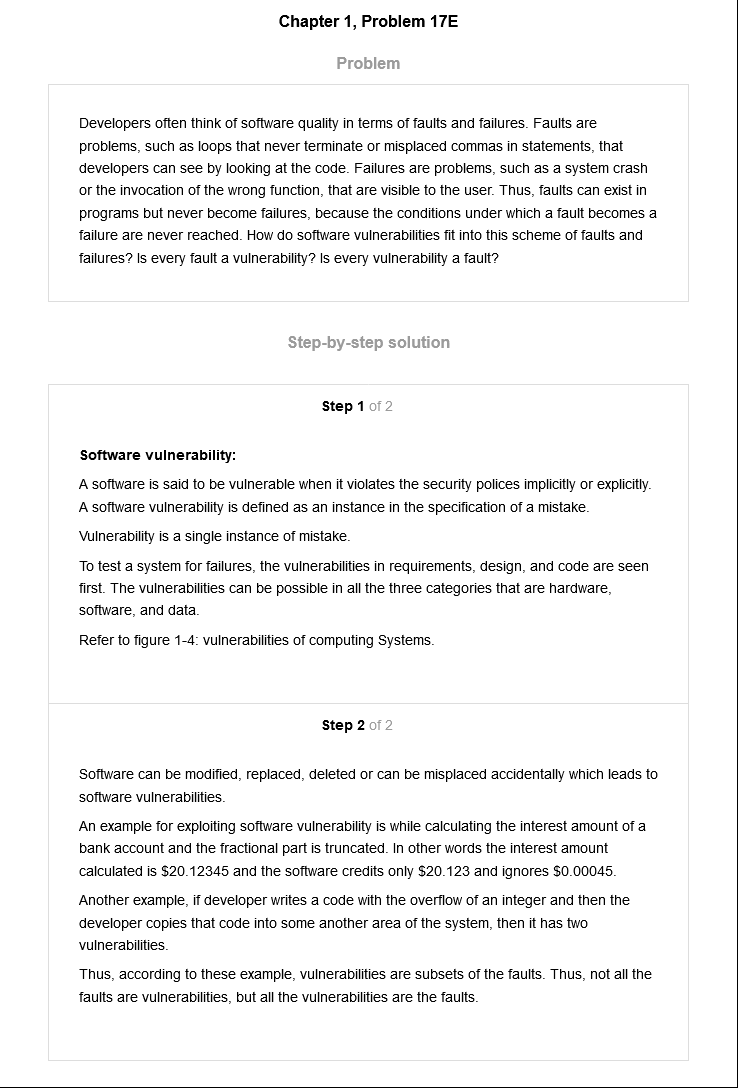 Chapter 1, Problem 17E
Problem
Developers often think of software quality in terms of faults and failures. Faults are
problems, such as loops that never terminate or misplaced commas in statements, that
developers can see by looking at the code. Failures are problems, such as a system crash
or the invocation of the wrong function, that are visible to the user. Thus, faults can exist in
programs but never become failures, because the conditions under which a fault becomes a
failure are never reached. How do software vulnerabilities fit into this scheme of faults and
failures? Is every fault a vulnerability? Is every vulnerability a fault?
Step-by-step solution
Step 1 of 2
Software vulnerability:
A software is said to be vulnerable when it violates the security polices implicitly or explicitly.
A software vulnerability is defined as an instance in the specification of a mistake.
Vulnerability is a single instance of mistake.
To test a system for failures, the vulnerabilities in requirements, design, and code are seen
first. The vulnerabilities can be possible in all the three categories that are hardware,
software, and data.
Refer to figure 1-4: vulnerabilities of computing Systems.
Step 2 of 2
Software can be modified, replaced, deleted or can be misplaced accidentally which leads to
software vulnerabilities.
An example for exploiting software vulnerability is while calculating the interest amount of a
bank account and the fractional part is truncated. In other words the interest amount
calculated is $20.12345 and the software credits only $20.123 and ignores $0.00045.
Another example, if developer writes a code with the overflow of an integer and then the
developer copies that code into some another area of the system, then it has two
vulnerabilities.
Thus, according to these example, vulnerabilities are subsets of the faults. Thus, not all the
faults are vulnerabilities, but all the vulnerabilities are the faults.